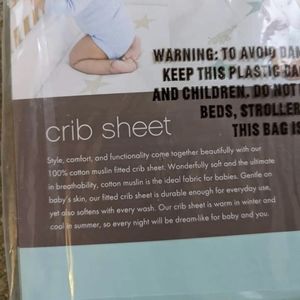 WARNING: TO AVOID DAN
KEEP THIS PLASTIC BA
AND CHILDREN. DO NOT
BEDS, STROLLER
THIS BAG IS
crib sheet
Style, comfort, and functionality come together beautifully with our
100% cotton muslin fitted crib sheet. Wonderfully soft and the ultimate
in breathability, cotton muslin is the ideal fabric for babies. Gentle on
baby's skin, our fitted crib sheet is durable enough for everyday use,
yet also softens with every wash. Our crib sheet is warm in winter and
cool in summer, so every night will be dream-like for baby and you.